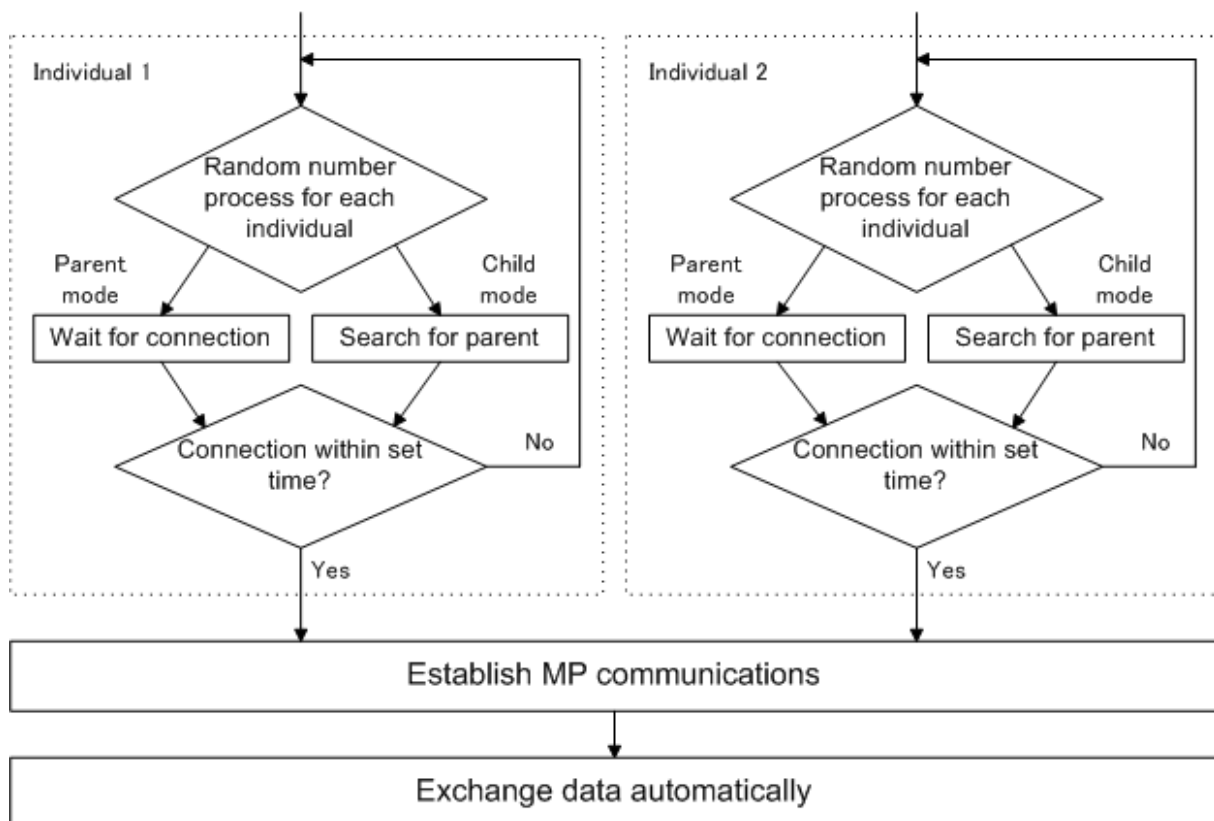 Individual 1
Random number
process for each
individual
Parent
mode
Child
mode
Wait for connection
Search for parent
Connection within set
time?
No
Yes
Individual 2
Random number
process for each
individual
Parent
mode
Child
mode
Wait for connection
Search for parent
Connection within set
time?
No
Yes
Establish MP communications
Exchange data automatically